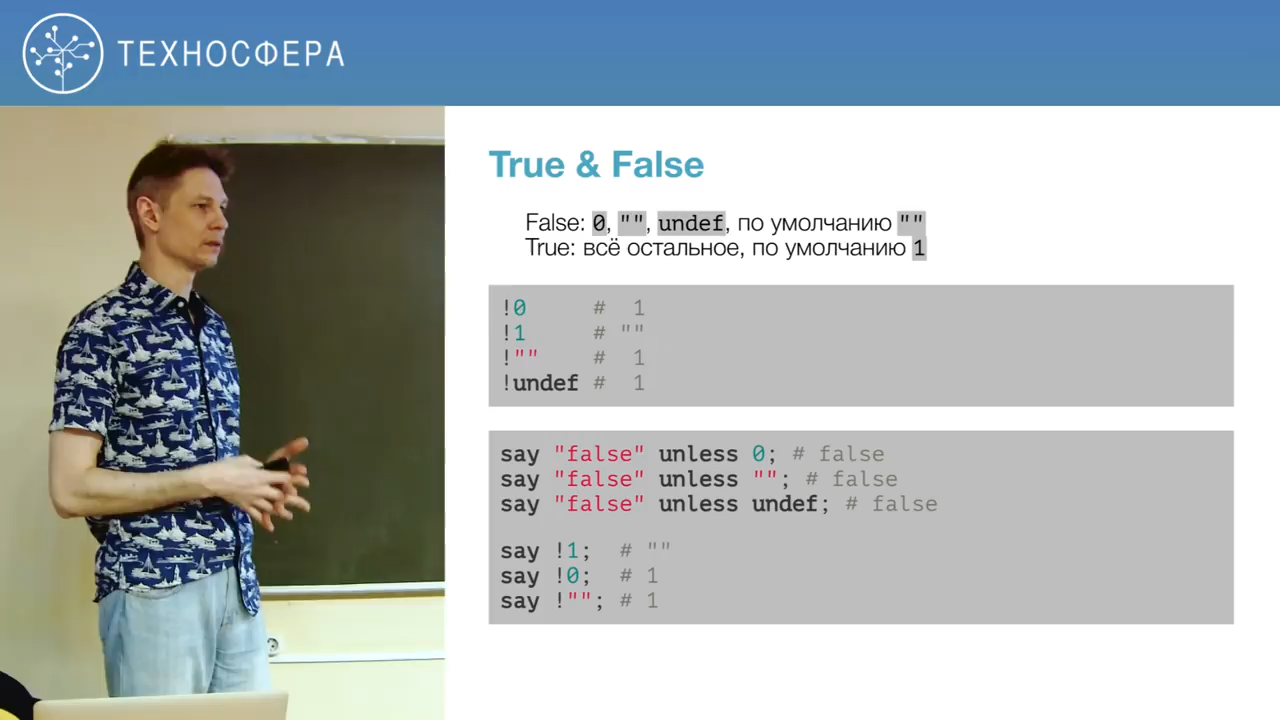 ТЕХНОСФЕРА
True & False
False: 0, "", undef, по умолчанию ""
True: всё остальное, по умолчанию 1
!0     #  1
!1     # ""
!""    #  1
!undef #  1
say "false" unless 0; # false
say "false" unless ""; # false
say "false" unless undef; # false
say !1;  # ""
say !0;  # 1
say !""; # 1